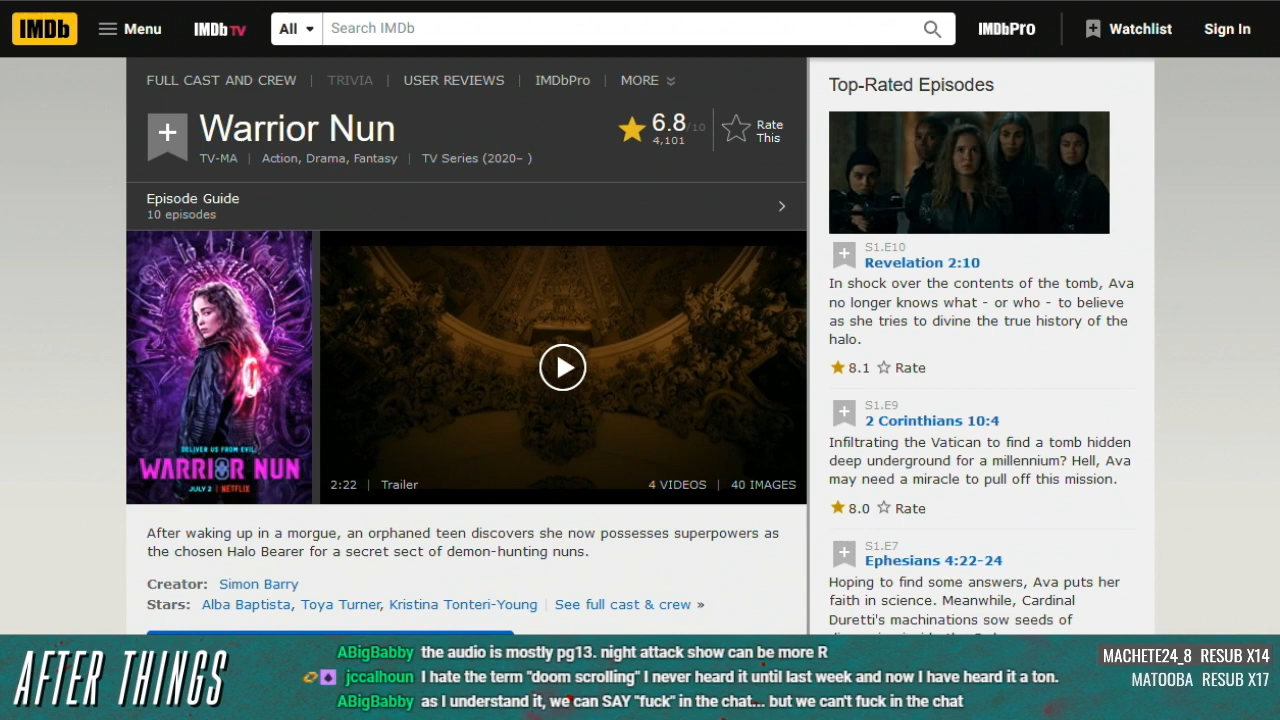 IMDb
Menu
IMDb TV
All
Search IMDb
IMDbPro
Watchlist
Sign In
FULL CAST AND CREW | TRIVIA | USER REVIEWS | IMDbPro | MORE
Warrior Nun
TV-MA | Action, Drama, Fantasy | TV Series (2020– )
6.8/10
4,101
Rate
This
Episode Guide
10 episodes
DELIVER US FROM EVIL
WARRIOR NUN
JULY 2 | NETFLIX
2:22 | Trailer
4 VIDEOS | 40 IMAGES
After waking up in a morgue, an orphaned teen discovers she now possesses superpowers as
the chosen Halo Bearer for a secret sect of demon-hunting nuns.
Creator: Simon Barry
Stars: Alba Baptista, Toya Turner, Kristina Tonteri-Young | See full cast & crew »
Top-Rated Episodes
S1.E10
Revelation 2:10
In shock over the contents of the tomb, Ava
no longer knows what - or who - to believe
as she tries to divine the true history of the
halo.
8.1 Rate
S1.E9
2 Corinthians 10:4
Infiltrating the Vatican to find a tomb hidden
deep underground for a millennium? Hell, Ava
may need a miracle to pull off this mission.
8.0 Rate
S1.E7
Ephesians 4:22-24
Hoping to find some answers, Ava puts her
faith in science. Meanwhile, Cardinal
Duretti's machinations sow seeds of
AFTER THINGS
ABigBabby the audio is mostly pg13. night attack show can be more R
jccalhoun I hate the term "doom scrolling" I never heard it until last week and now I have heard it a ton.
ABigBabby as I understand it, we can SAY "fuck" in the chat... but we can't fuck in the chat
MACHETE24_8 RESUB X14
MATOOBA RESUB X17